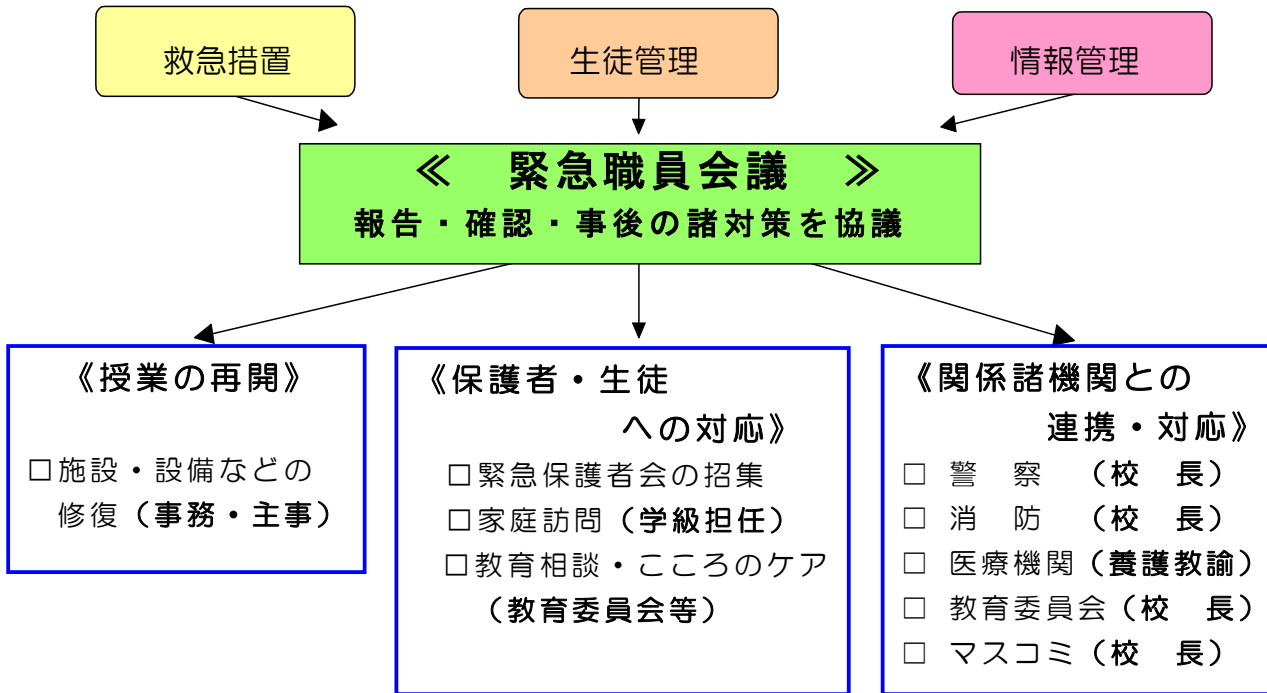 救急措置
生徒管理
情報管理
≪　緊急職員会議　≫
報告・確認・事後の諸対策を協議
《授業の再開》
□施設・設備などの
修復（事務・主事）
《保護者・生徒
への対応》
□緊急保護者会の招集
□家庭訪問（学級担任）
□教育相談・こころのケア
（教育委員会等）
《関係諸機関との
連携・対応》
□　警　察　（校　長）
□　消　防　（校　長）
□　医療機関（養護教諭）
□　教育委員会（校　長）
□　マスコミ（校　長）